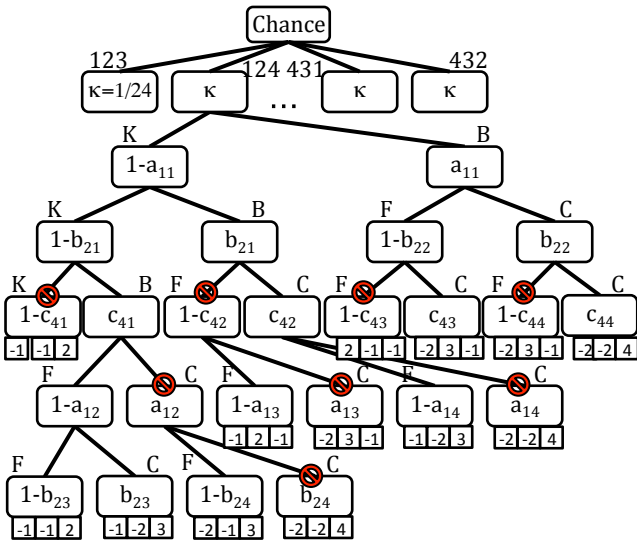 Chance
123 124 431 432
κ=1/24 κ ... κ κ
K B
1-a11 a11
K B F C
1-b21 b21 1-b22 b22
K B F C F C F C
1-c41 c41 1-c42 c42 1-c43 c43 1-c44 c44
-1 -1 2 2 -1 -1 -2 3 -1 -2 3 -1 -2 -2 4
F C F C F C
1-a12 a12 1-a13 a13 1-a14 a14
-1 2 -1 -2 3 -1 -1 -2 3 -2 -2 4
F C F C
1-b23 b23 1-b24 b24
-1 -1 2 -1 -2 3 -2 -1 3 -2 -2 4